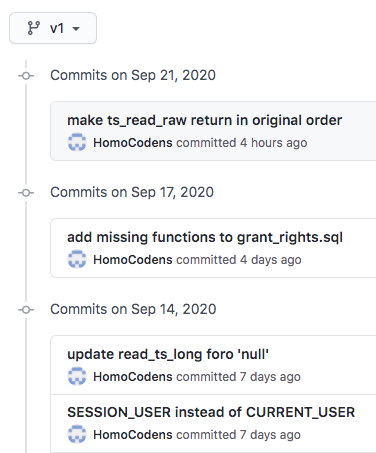 v1
Commits on Sep 21, 2020
make ts_read_raw return in original order
HomoCodens committed 4 hours ago
Commits on Sep 17, 2020
add missing functions to grant_rights.sql
HomoCodens committed 4 days ago
Commits on Sep 14, 2020
update read_ts_long foro 'null'
HomoCodens committed 7 days ago
SESSION_USER instead of CURRENT_USER
HomoCodens committed 7 days ago